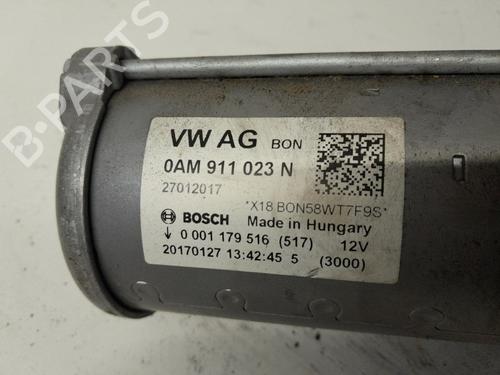 B-PARTS
VW AG BON
0AM 911 023 N
27012017
*X18 BON58WT7F9S*
BOSCH Made in Hungary
0 001 179 516 (517) 12V
20170127 13:42:45 5 (3000)